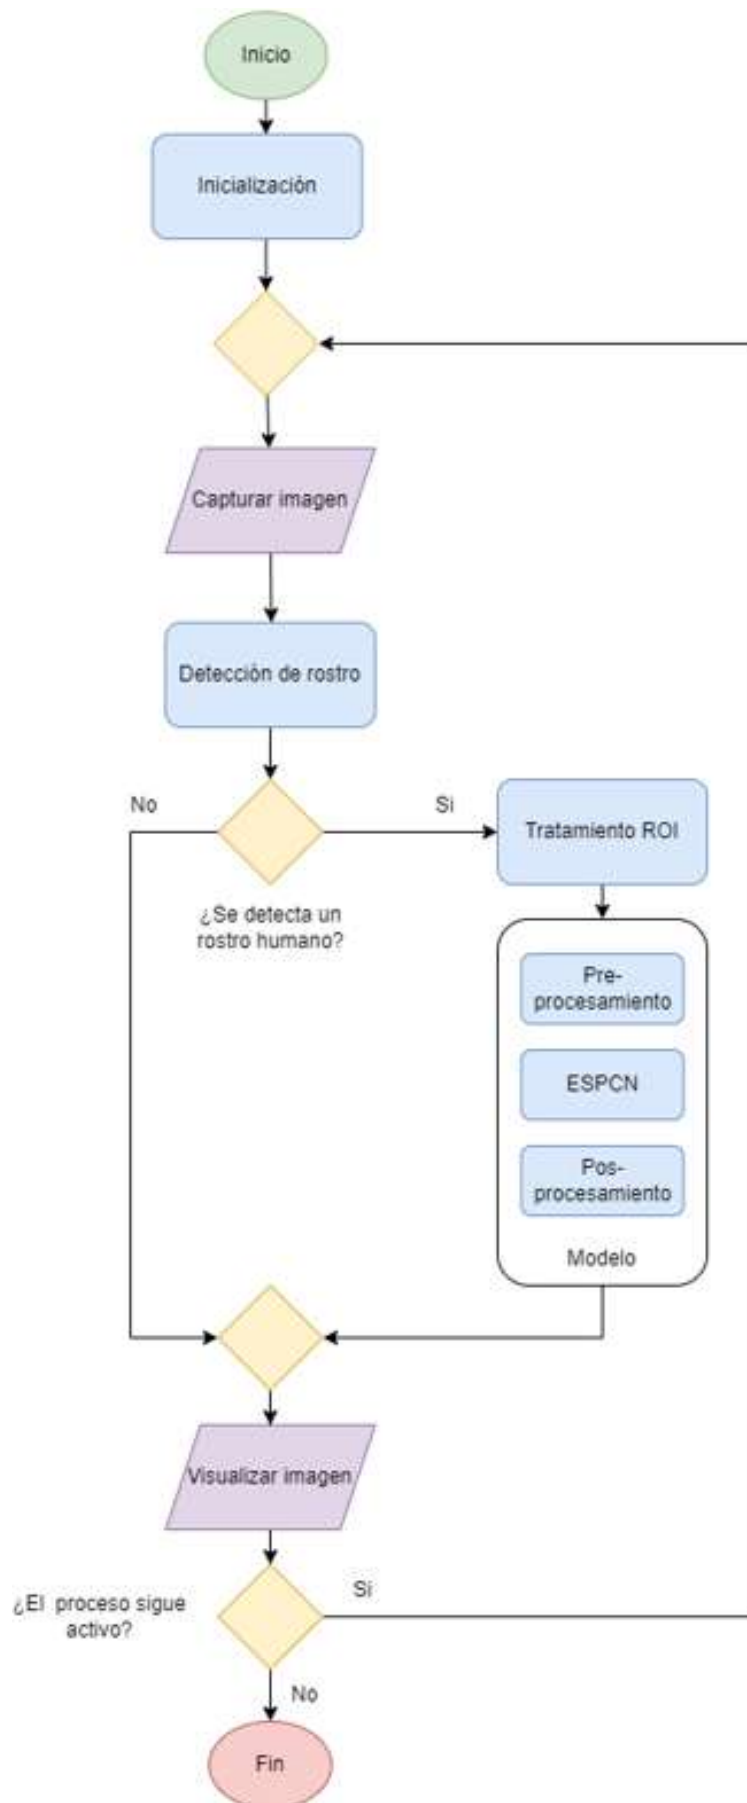 Inicio
Inicialización
Capturar imagen
Detección de rostro
No
Si
Tratamiento ROI
¿Se detecta un
rostro humano?
Pre-
procesamiento
ESPCN
Pos-
procesamiento
Modelo
Visualizar imagen
¿El proceso sigue
activo?
Si
No
Fin